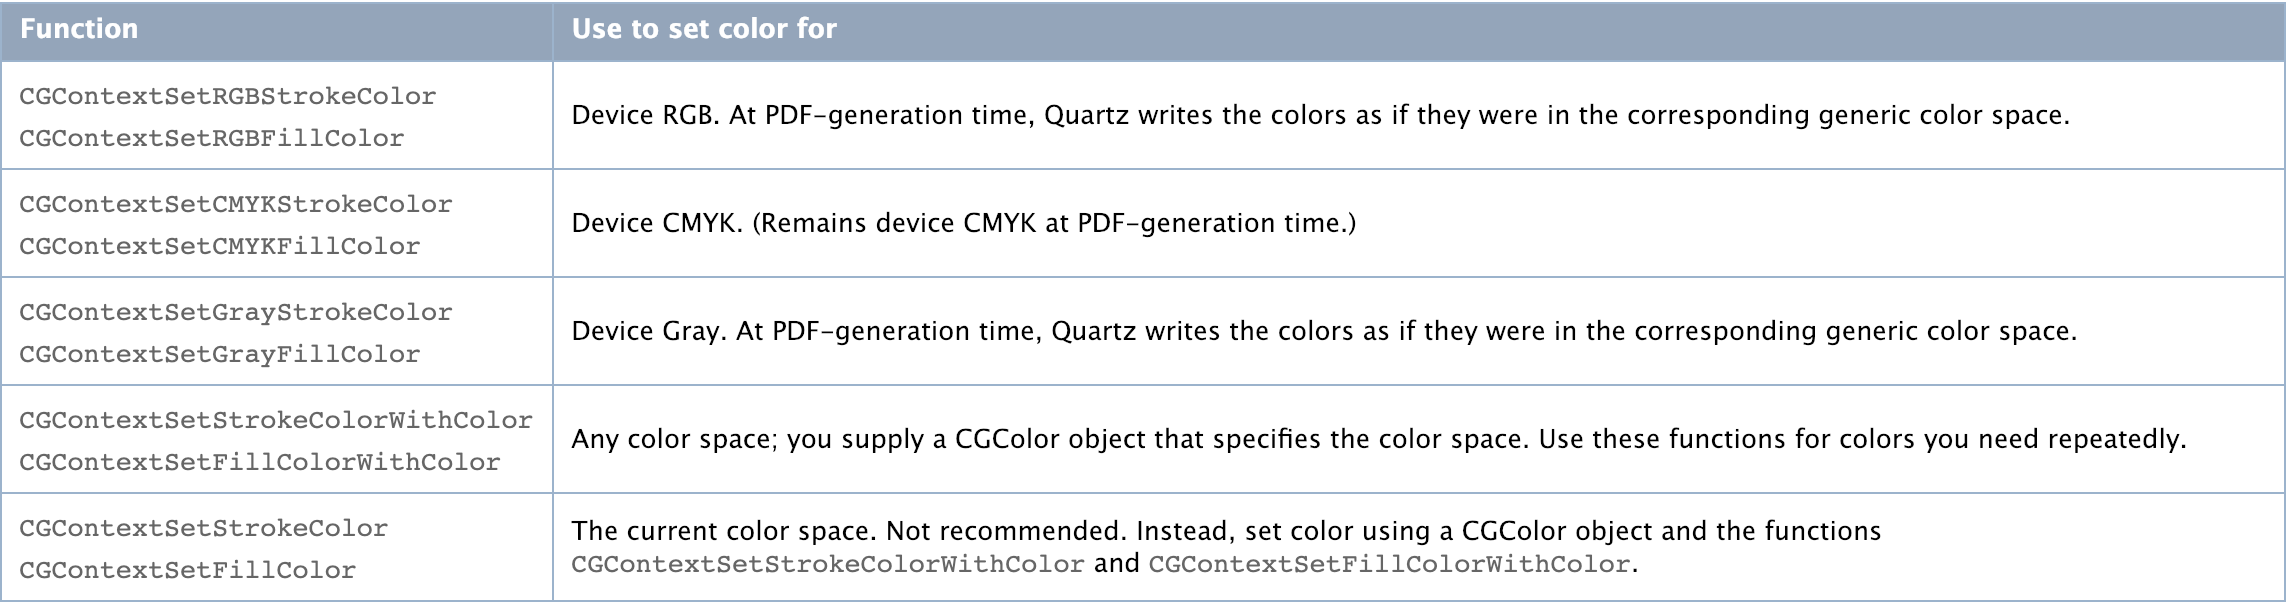 Function
Use to set color for
CGContextSetRGBStrokeColor
CGContextSetRGBFillColor
Device RGB. At PDF-generation time, Quartz writes the colors as if they were in the corresponding generic color space.
CGContextSetCMYKStrokeColor
CGContextSetCMYKFillColor
Device CMYK. (Remains device CMYK at PDF-generation time.)
CGContextSetGrayStrokeColor
CGContextSetGrayFillColor
Device Gray. At PDF-generation time, Quartz writes the colors as if they were in the corresponding generic color space.
CGContextSetStrokeColorWithColor
CGContextSetFillColorWithColor
Any color space; you supply a CGColor object that specifies the color space. Use these functions for colors you need repeatedly.
CGContextSetStrokeColor
CGContextSetFillColor
The current color space. Not recommended. Instead, set color using a CGColor object and the functions
CGContextSetStrokeColorWithColor and CGContextSetFillColorWithColor.